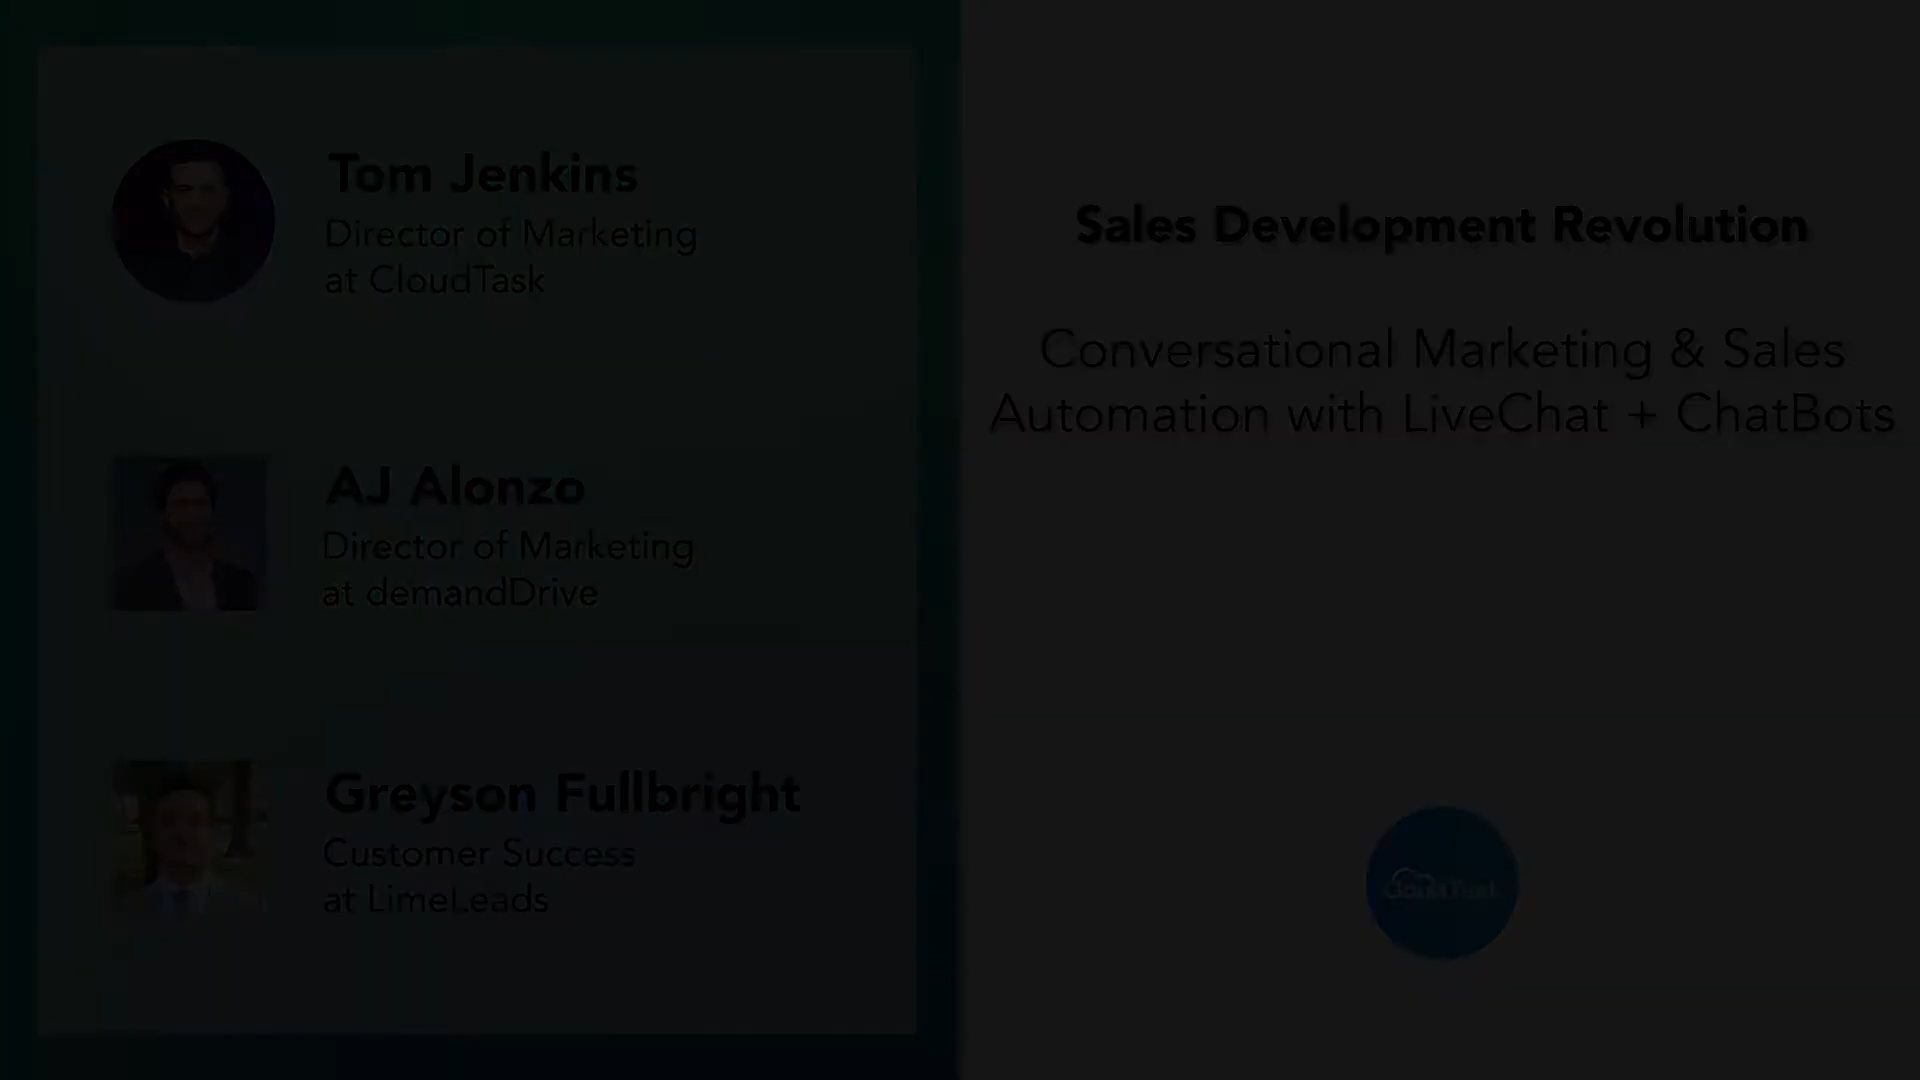 Tom Jenkins
Director of Marketing
at CloudTask
AJ Alonzo
Director of Marketing
at demandDrive
Greyson Fullbright
Customer Success
at LimeLeads
Sales Development Revolution
Conversational Marketing & Sales
Automation with LiveChat + ChatBots
CloudTask